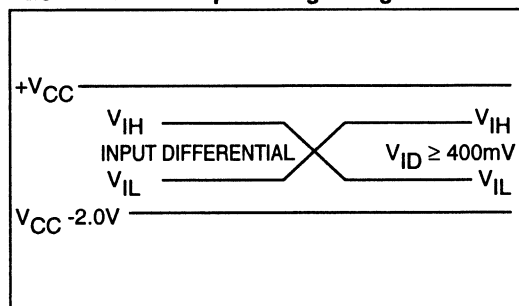 +VCC
VIH VIH
INPUT DIFFERENTIAL VID ≥ 400mV
VIL VIL
VCC -2.0V